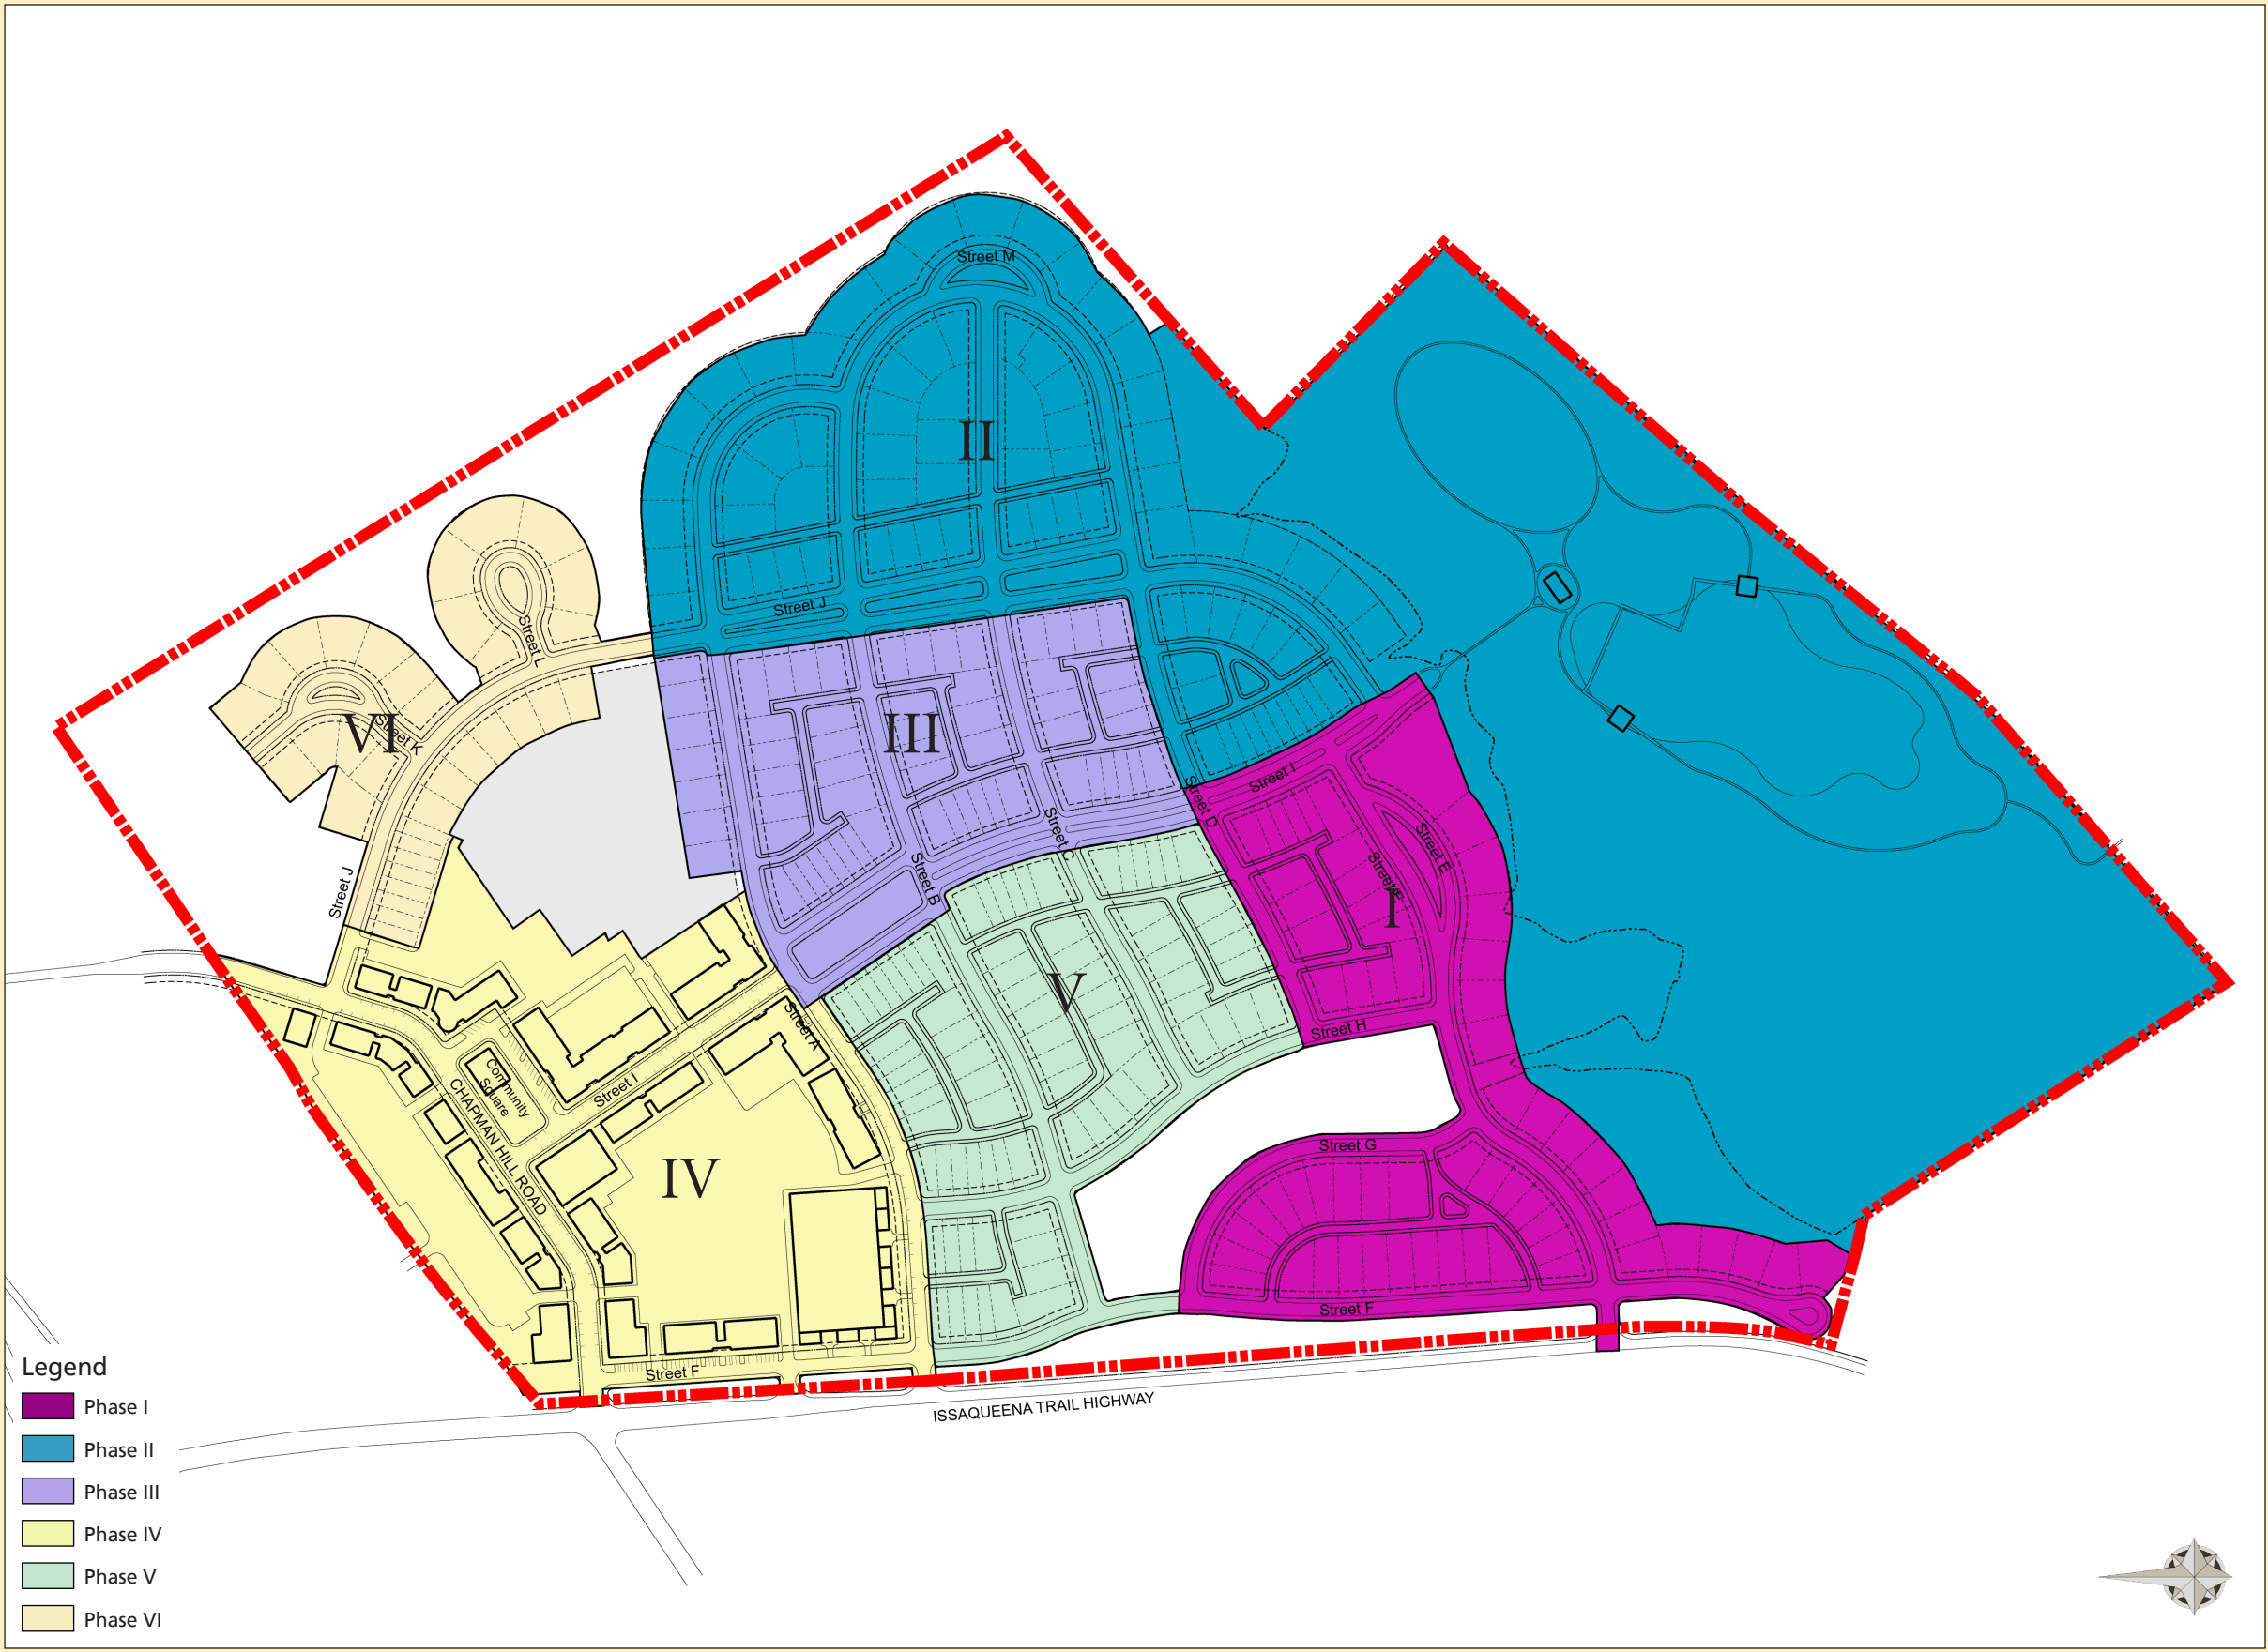 Street M
II
Street J
Street L
VI
Street K
III
Street I
Street D
Street C
Street E
Street B
Street J
I
V
Street A
Street H
Community
Square
Street I
CHAPMAN HILL ROAD
IV
Street G
Street F
Street F
ISSAQUEENA TRAIL HIGHWAY
Legend
Phase I
Phase II
Phase III
Phase IV
Phase V
Phase VI